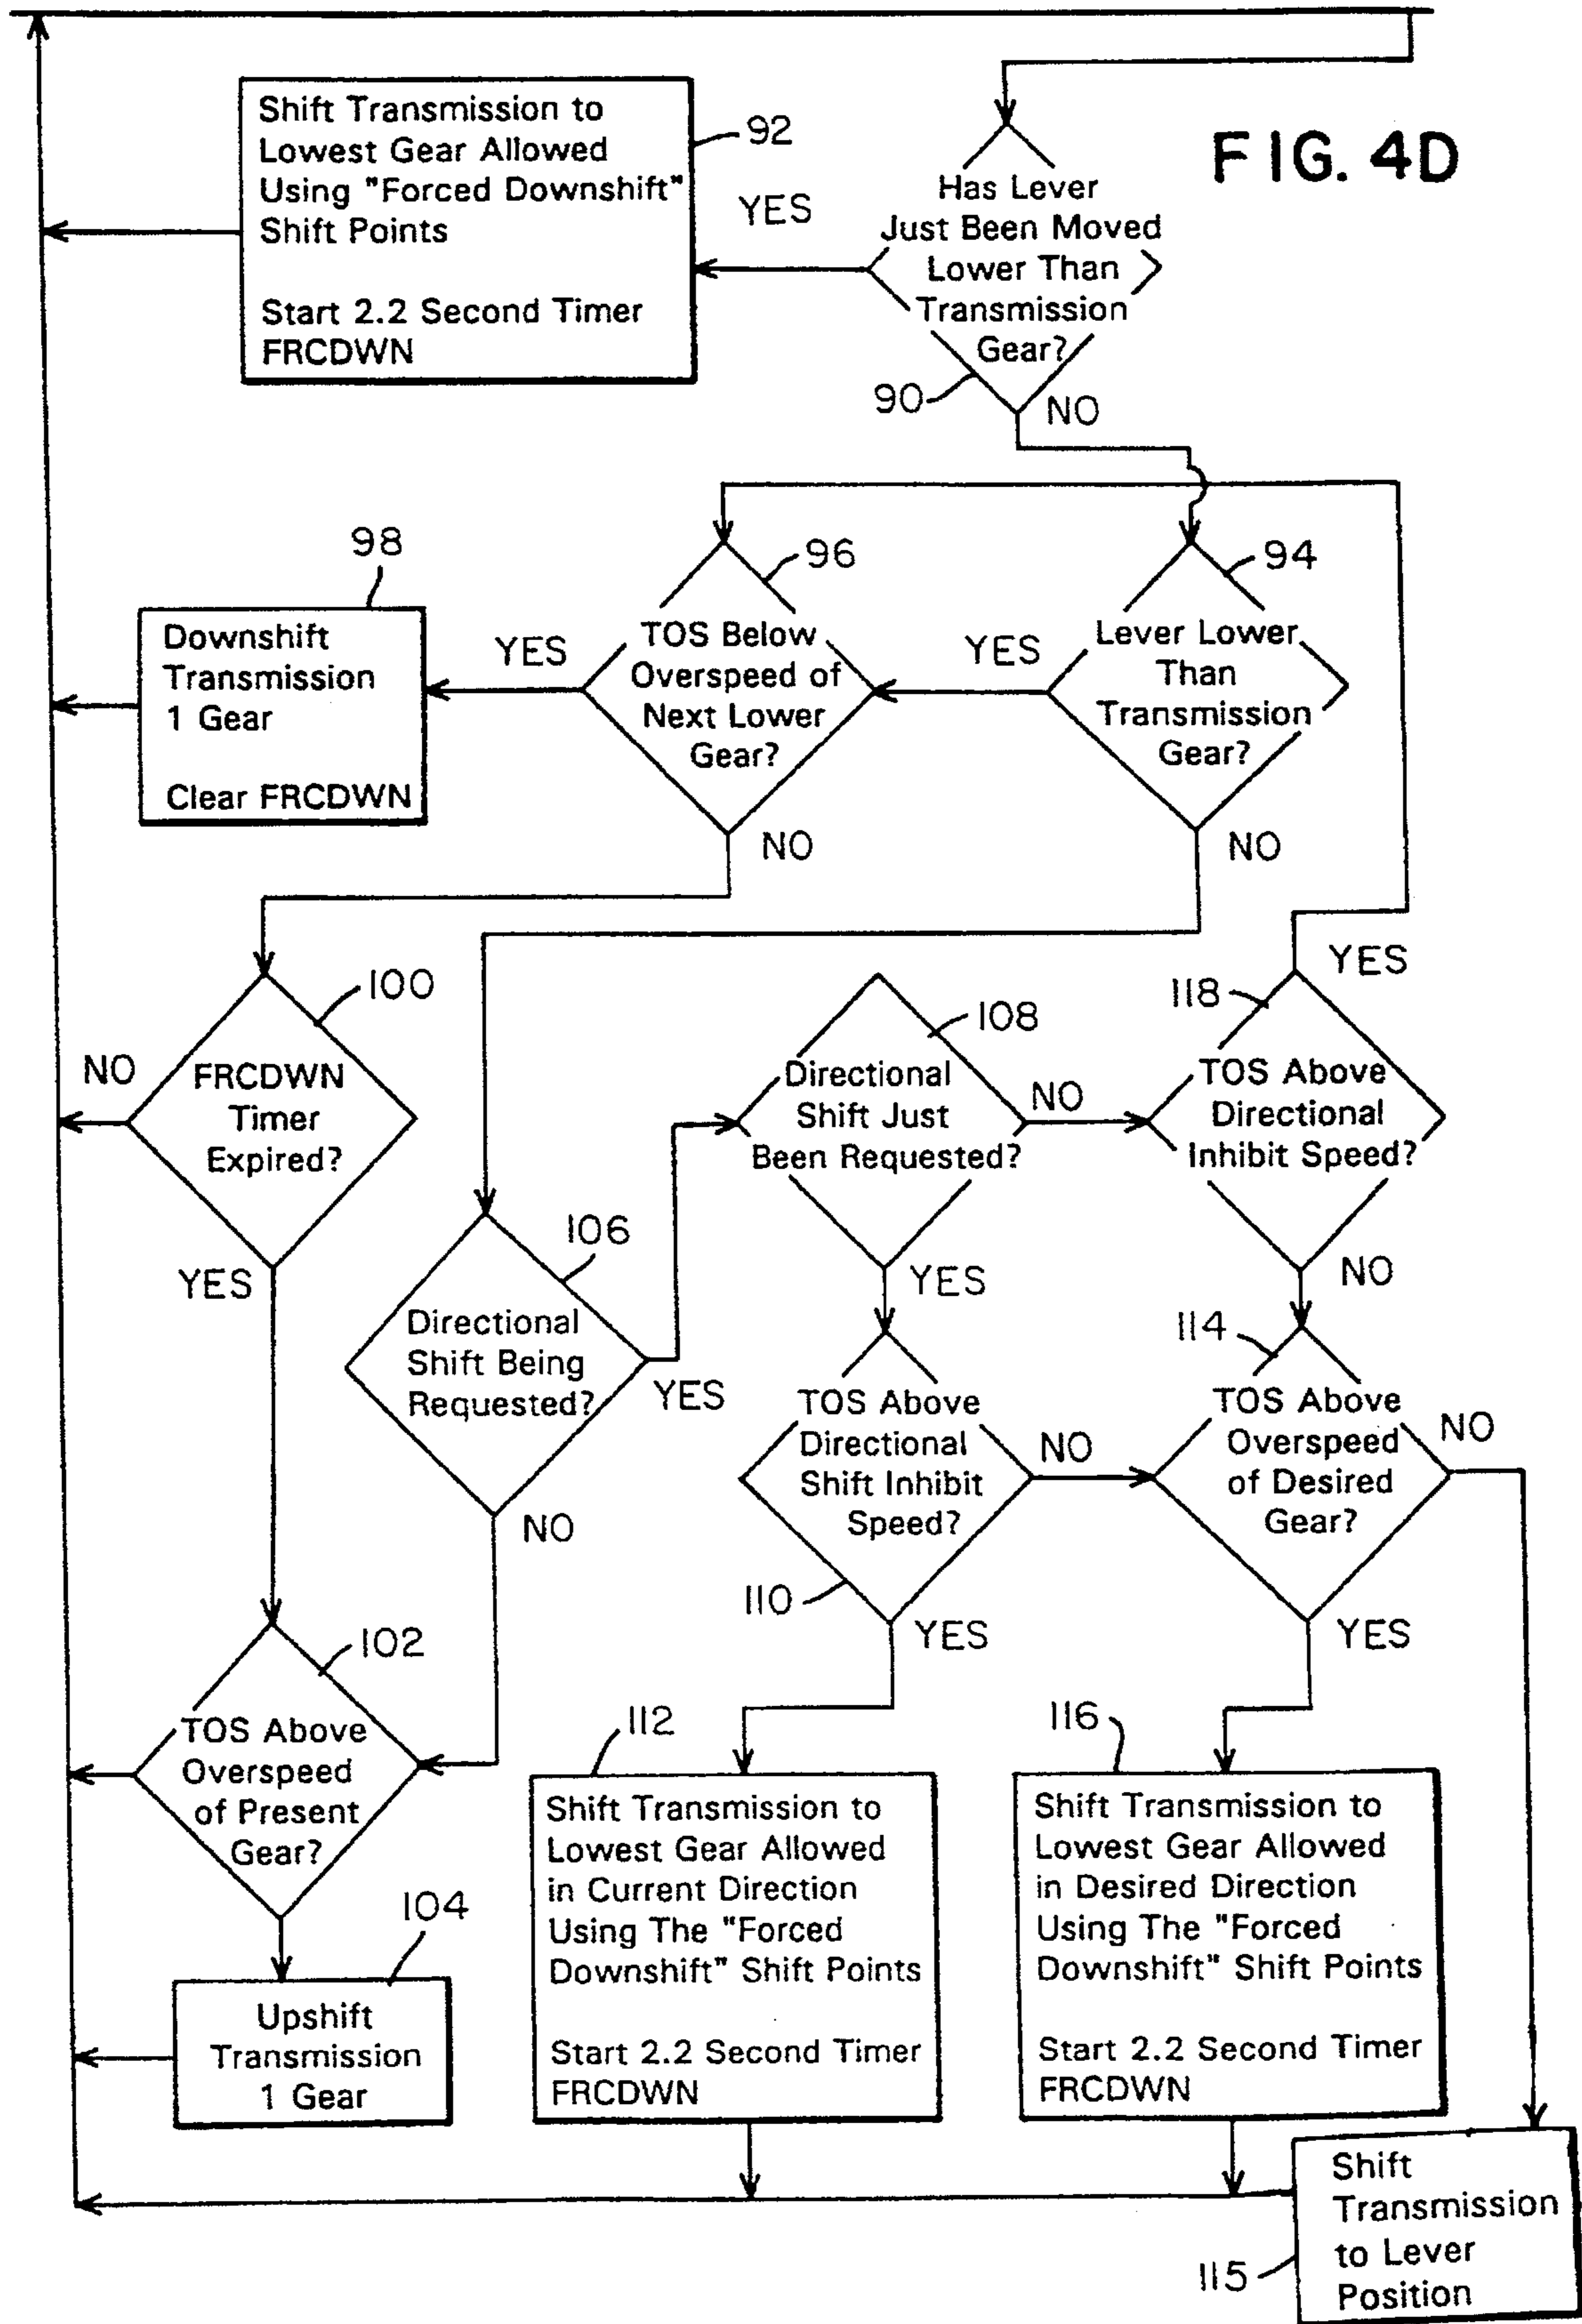 FIG. 4D
Shift Transmission to
Lowest Gear Allowed
Using "Forced Downshift"
Shift Points
Start 2.2 Second Timer
FRCDWN
92
YES
Has Lever
Just Been Moved
Lower Than
Transmission
Gear?
90
NO
98
Downshift
Transmission
1 Gear
Clear FRCDWN
YES
96
TOS Below
Overspeed of
Next Lower
Gear?
NO
YES
94
Lever Lower
Than
Transmission
Gear?
NO
100
NO
FRCDWN
Timer
Expired?
YES
106
Directional
Shift Being
Requested?
YES
NO
108
Directional
Shift Just
Been Requested?
NO
YES
118
YES
TOS Above
Directional
Inhibit Speed?
NO
TOS Above
Directional
Shift Inhibit
Speed?
110
NO
YES
114
TOS Above
Overspeed
of Desired
Gear?
NO
YES
102
TOS Above
Overspeed
of Present
Gear?
104
Upshift
Transmission
1 Gear
112
Shift Transmission to
Lowest Gear Allowed
in Current Direction
Using The "Forced
Downshift" Shift Points
Start 2.2 Second Timer
FRCDWN
116
Shift Transmission to
Lowest Gear Allowed
in Desired Direction
Using The "Forced
Downshift" Shift Points
Start 2.2 Second Timer
FRCDWN
Shift
Transmission
to Lever
Position
115